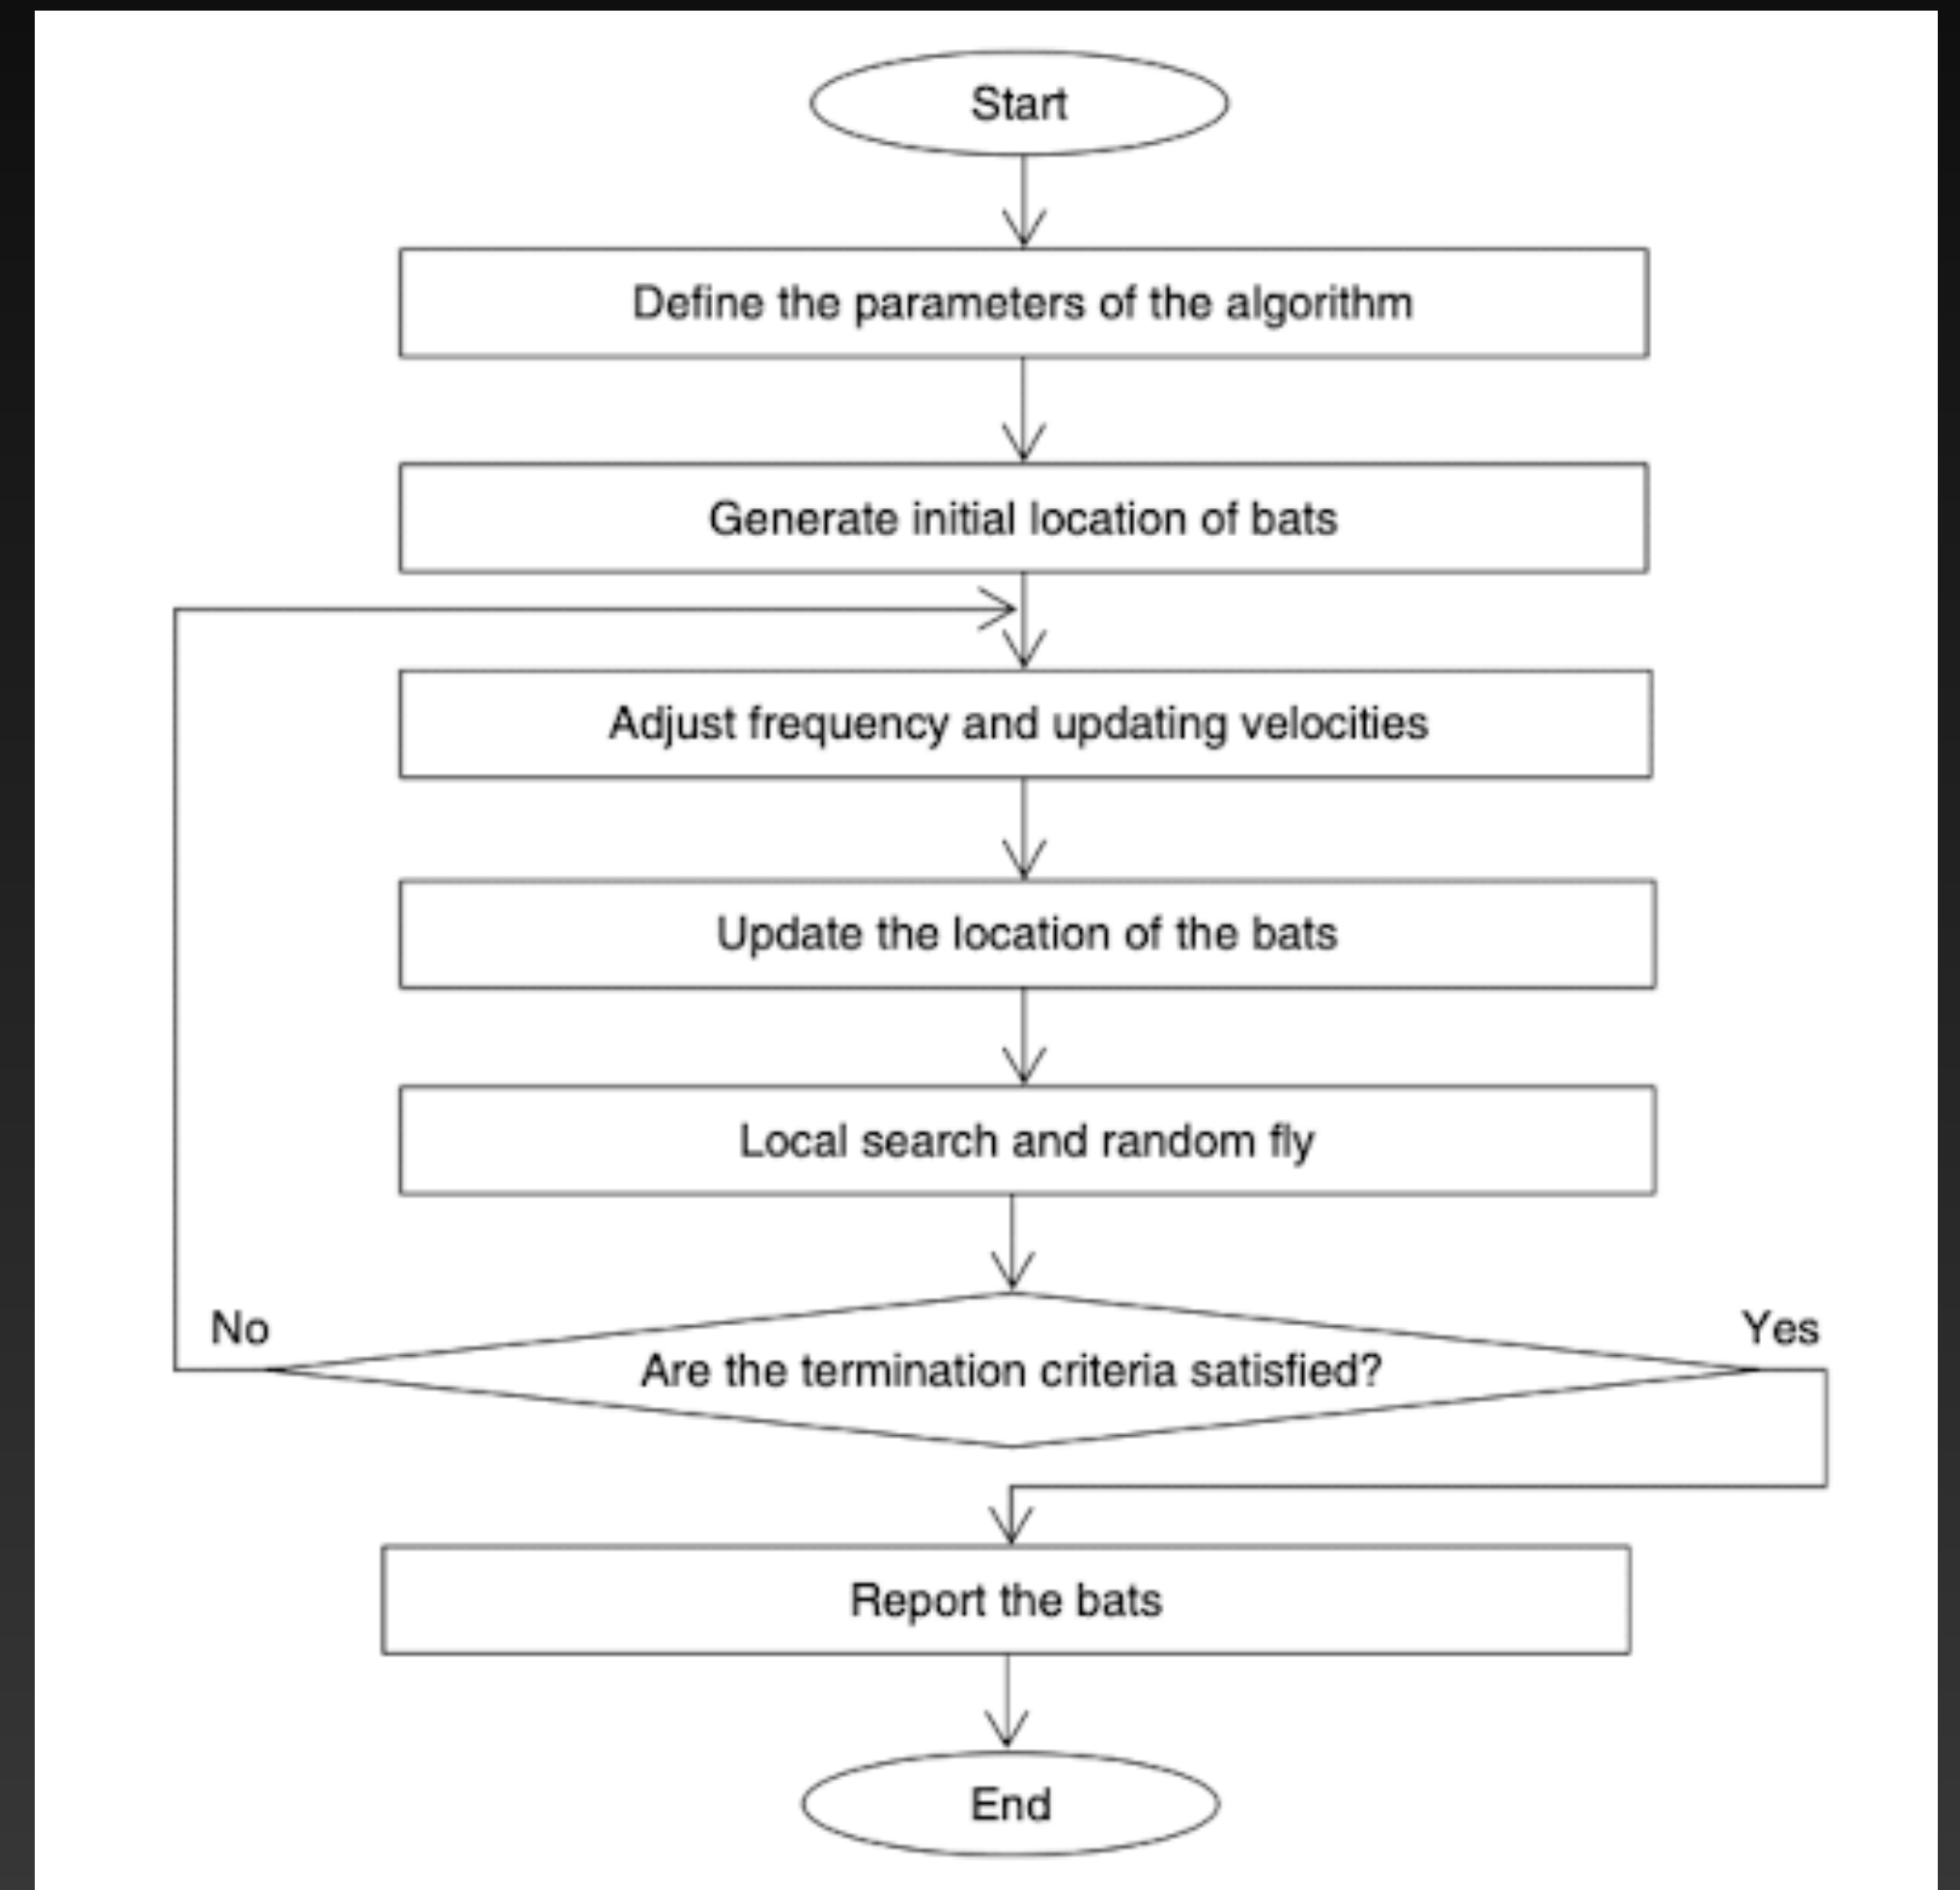 Start
Define the parameters of the algorithm
Generate initial location of bats
Adjust frequency and updating velocities
Update the location of the bats
Local search and random fly
No
Yes
Are the termination criteria satisfied?
Report the bats
End